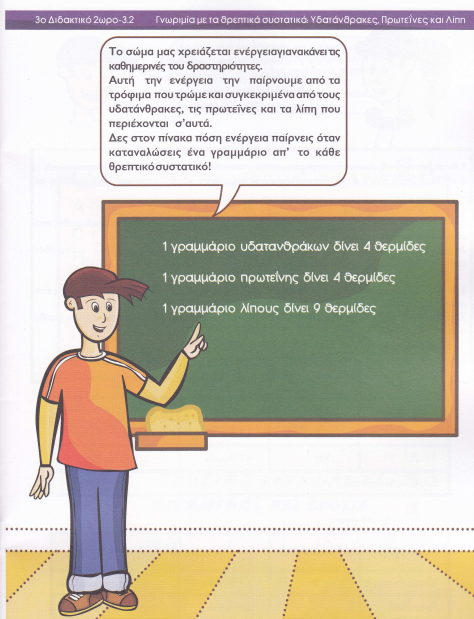 3ο Διδακτικό 2ωρο-3.2 Γνωριμία με τα θρεπτικά συστατικά: Υδατάνθρακες, Πρωτεΐνες και Λίπη
Το σώμα μας χρειάζεται ενέργεια για να κάνει τις
καθημερινές του δραστηριότητες.
Αυτή την ενέργεια την παίρνουμε από τα
τρόφιμα που τρώμε και συγκεκριμένα από τους
υδατάνθρακες, τις πρωτεΐνες και τα λίπη που
περιέχονται σ'αυτά.
Δες στον πίνακα πόση ενέργεια παίρνεις όταν
καταναλώσεις ένα γραμμάριο απ' το κάθε
θρεπτικό συστατικό!
1 γραμμάριο υδατανθράκων δίνει 4 θερμίδες
1 γραμμάριο πρωτεΐνης δίνει 4 θερμίδες
1 γραμμάριο λίπους δίνει 9 θερμίδες